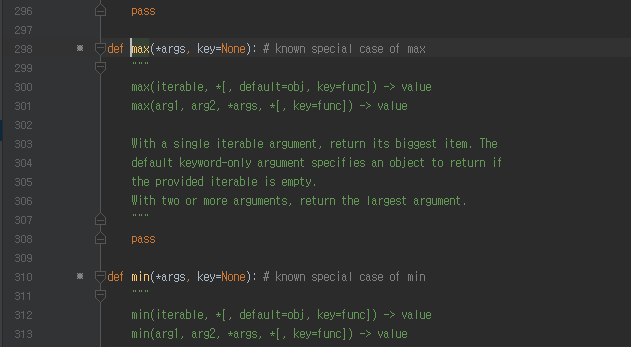 296 pass
297
298 def max(*args, key=None): # known special case of max
299 """
300 max(iterable, *[, default=obj, key=func]) -> value
301 max(arg1, arg2, *args, *[, key=func]) -> value
302
303 With a single iterable argument, return its biggest item. The
304 default keyword-only argument specifies an object to return if
305 the provided iterable is empty.
306 With two or more arguments, return the largest argument.
307 """
308 pass
309
310 def min(*args, key=None): # known special case of min
311 """
312 min(iterable, *[, default=obj, key=func]) -> value
313 min(arg1, arg2, *args, *[, key=func]) -> value